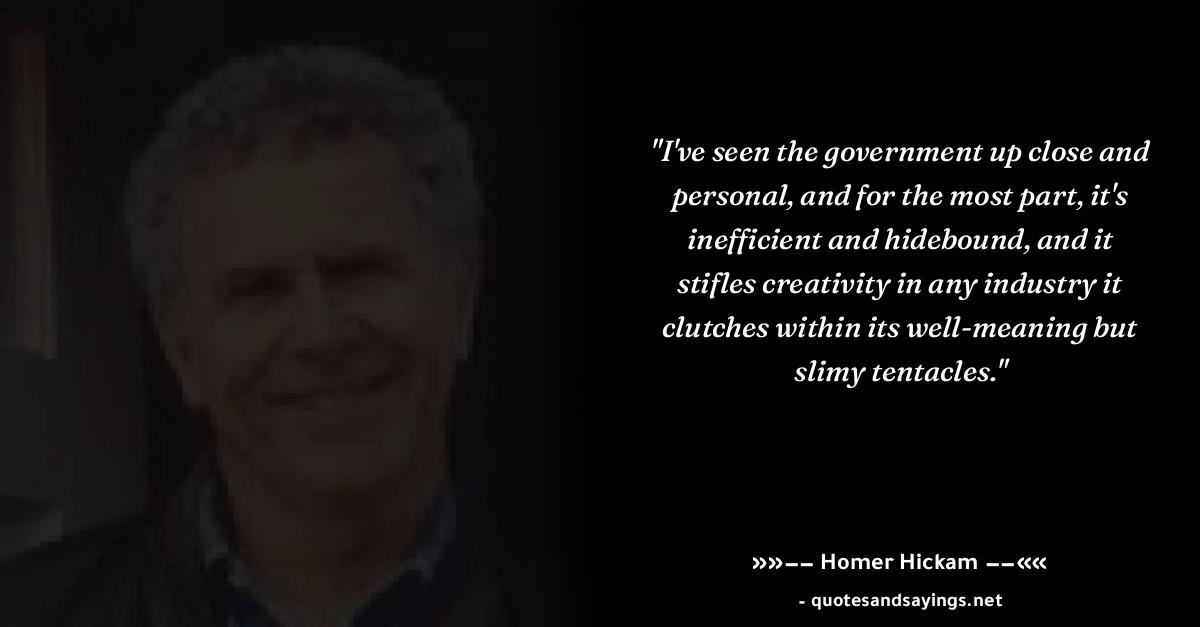 "I've seen the government up close and
personal, and for the most part, it's
inefficient and hidebound, and it
stifles creativity in any industry it
clutches within its well-meaning but
slimy tentacles."
»»–– Homer Hickam ––««
- quotesandsayings.net